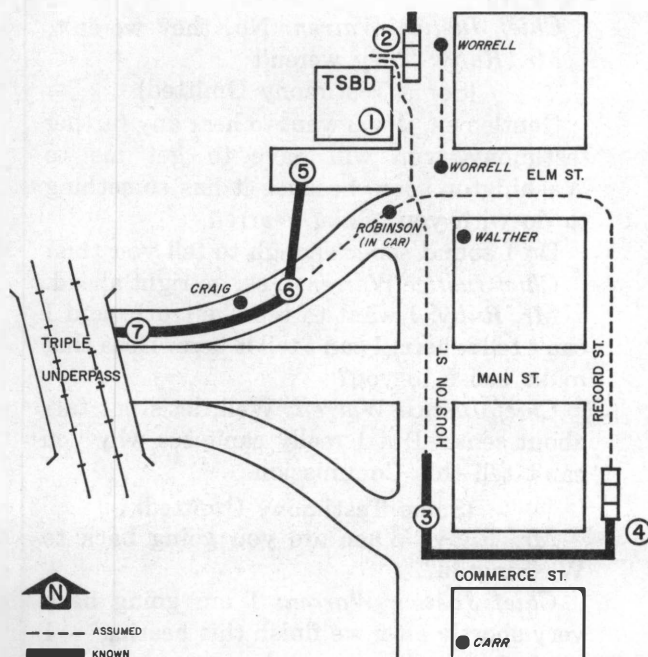 WORRELL
2
TSBD
1
WORRELL
ELM ST.
5
ROBINSON
(IN CAR)
WALTHER
CRAIG
6
7
TRIPLE
UNDERPASS
MAIN ST.
HOUSTON ST.
RECORD ST.
3
4
COMMERCE ST.
N
ASSUMED
KNOWN
CARR